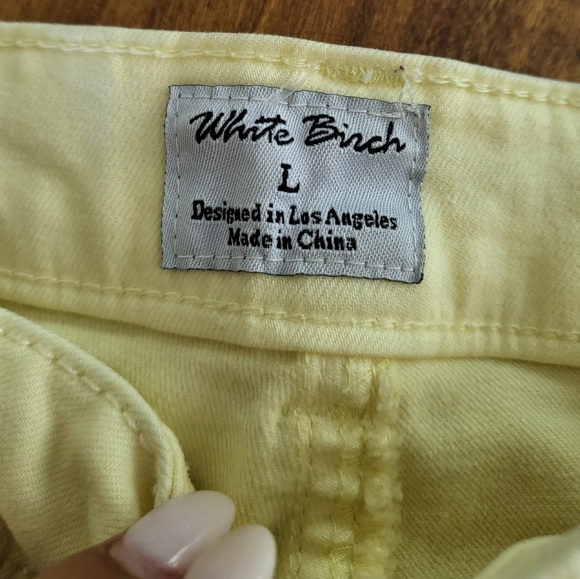 White Birch
L
Designed in Los Angeles
Made in China